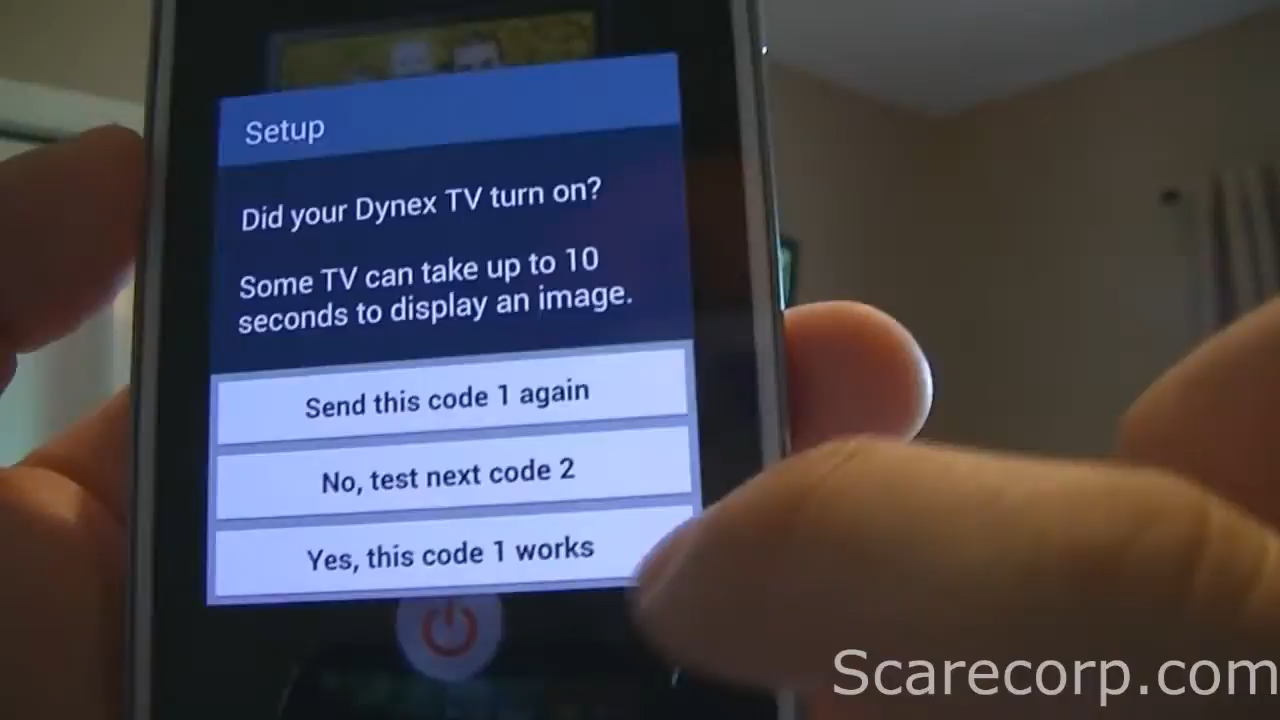 Setup
Did your Dynex TV turn on?
Some TV can take up to 10
seconds to display an image.
Send this code 1 again
No, test next code 2
Yes, this code 1 works
Scarecorp.com